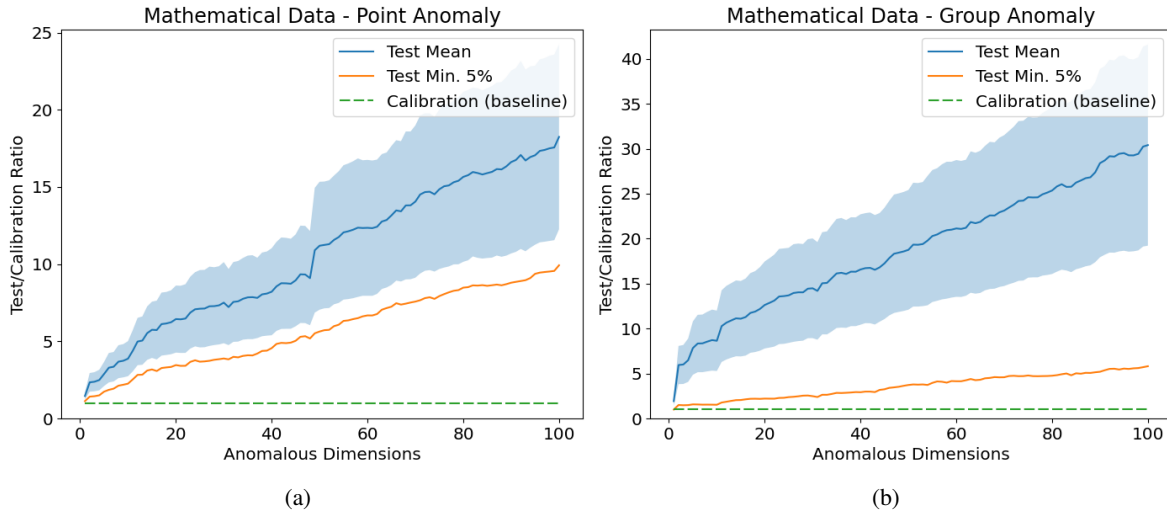 Mathematical Data - Point Anomaly
25
20
15
10
5
0
Test/Calibration Ratio
Test Mean
Test Min. 5%
Calibration (baseline)
0 20 40 60 80 100
Anomalous Dimensions
(a)
Mathematical Data - Group Anomaly
40
35
30
25
20
15
10
5
0
Test/Calibration Ratio
Test Mean
Test Min. 5%
Calibration (baseline)
0 20 40 60 80 100
Anomalous Dimensions
(b)